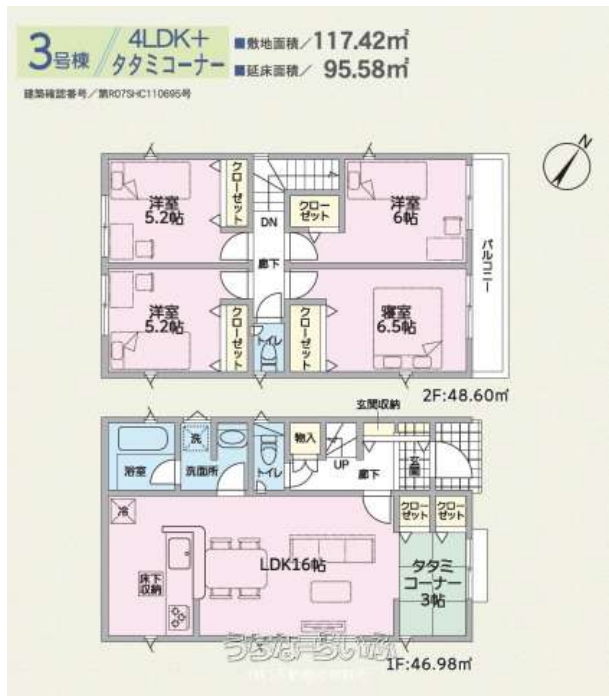 3号棟
4LDK+
タタミコーナー
■敷地面積／117.42㎡
■延床面積／ 95.58㎡
建築確認番号／第R07SHC110695号
N
洋室
5.2帖
クローゼット
DN
廊下
クロー
ゼット
洋室
6帖
バルコニー
洋室
5.2帖
クローゼット
トイレ
クローゼット
寝室
6.5帖
2F:48.60㎡
玄関収納
浴室
洗
洗面所
トイレ
物入
UP
廊下
玄関
冷
クロー
ゼット
クロー
ゼット
LDK16帖
床下
収納
タタミ
コーナー
3帖
うちなーらいふ
1F:46.98㎡